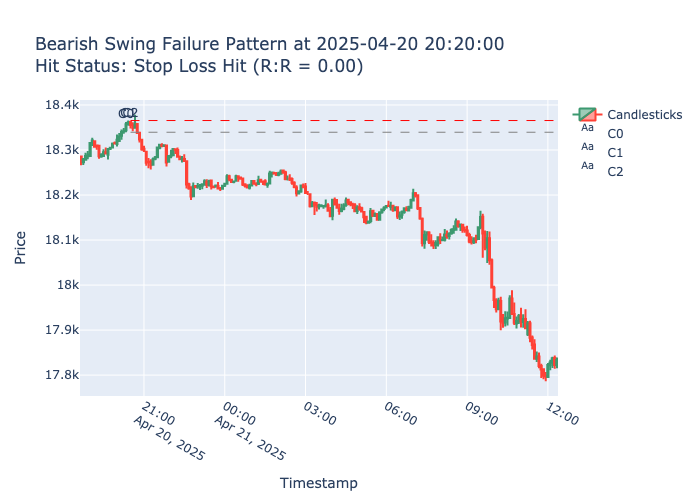 Bearish Swing Failure Pattern at 2025-04-20 20:20:00
Hit Status: Stop Loss Hit (R:R = 0.00)
18.4k
18.3k
18.2k
18.1k
18k
17.9k
17.8k
Price
21:00
Apr 20, 2025
00:00
Apr 21, 2025
03:00
06:00
09:00
12:00
Timestamp
Candlesticks
Aa C0
Aa C1
Aa C2